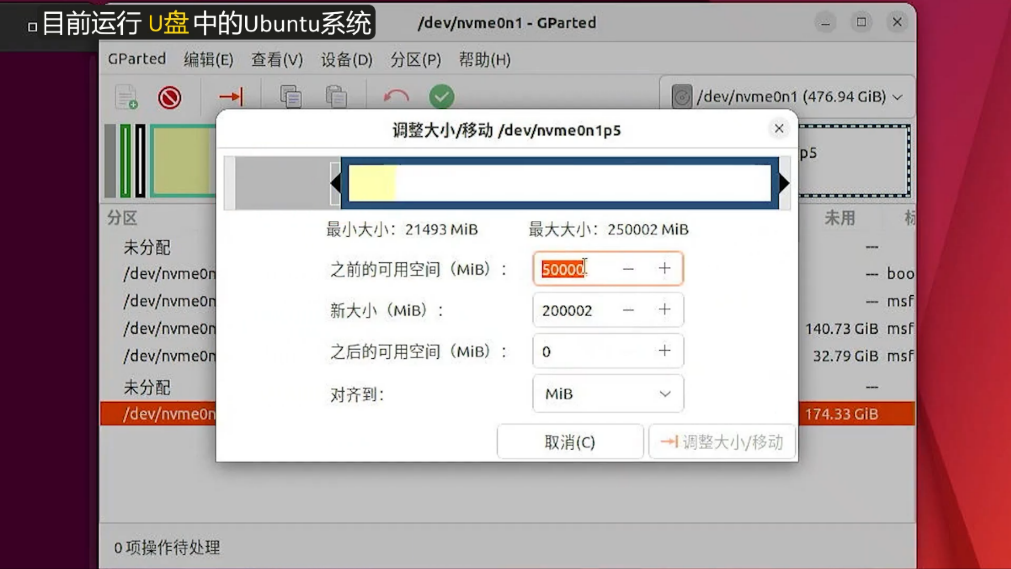 目前运行 U盘 中的Ubuntu系统
/dev/nvme0n1 - GParted
GParted 编辑(E) 查看(V) 设备(D) 分区(P) 帮助(H)
/dev/nvme0n1 (476.94 GiB)
调整大小/移动 /dev/nvme0n1p5
p5
最小大小: 21493 MiB 最大大小: 250002 MiB
分区 未用
未分配 ---
之前的可用空间（MiB）: 50000
/dev/nvme0n --- boo
/dev/nvme0n --- msf
新大小（MiB）: 200002
/dev/nvme0n 140.73 GiB msf
之后的可用空间（MiB）: 0
/dev/nvme0n 32.79 GiB msf
未分配 ---
对齐到: MiB
/dev/nvme0n 174.33 GiB
取消(C) 调整大小/移动
0 项操作待处理